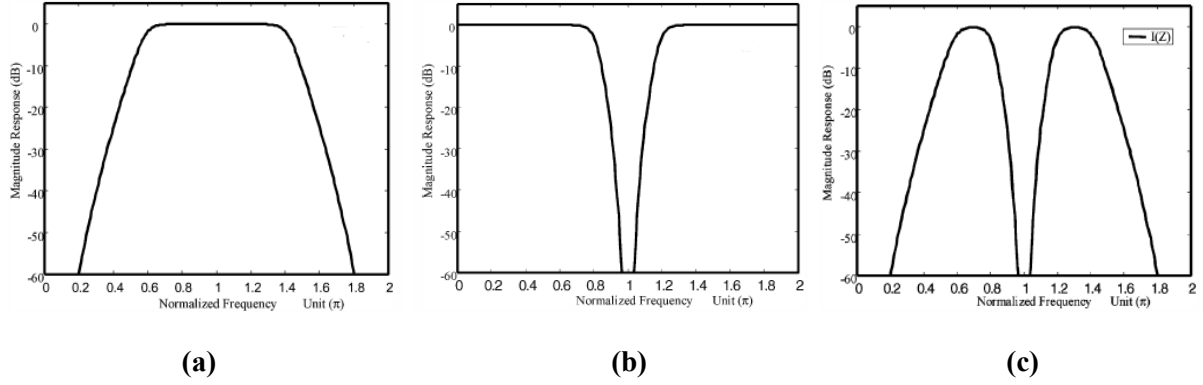 Magnitude Response (dB)
0
-10
-20
-30
-40
-50
-60
0 0.2 0.4 0.6 0.8 1 1.2 1.4 1.6 1.8 2
Normalized Frequency Unit (π)
(a)
Magnitude Response (dB)
0
-10
-20
-30
-40
-50
-60
0 0.2 0.4 0.6 0.8 1 1.2 1.4 1.6 1.8 2
Normalized Frequency Unit (π)
(b)
Magnitude Response (dB)
0
-10
-20
-30
-40
-50
-60
I(Z)
0 0.2 0.4 0.6 0.8 1 1.2 1.4 1.6 1.8 2
Normalized Frequency Unit (π)
(c)